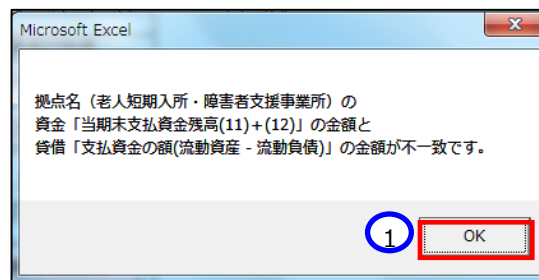 Microsoft Excel
拠点名（老人短期入所・障害者支援事業所）の
資金「当期末支払資金残高(11)+(12)」の金額と
貸借「支払資金の額(流動資産 - 流動負債)」の金額が不一致です。
1
OK